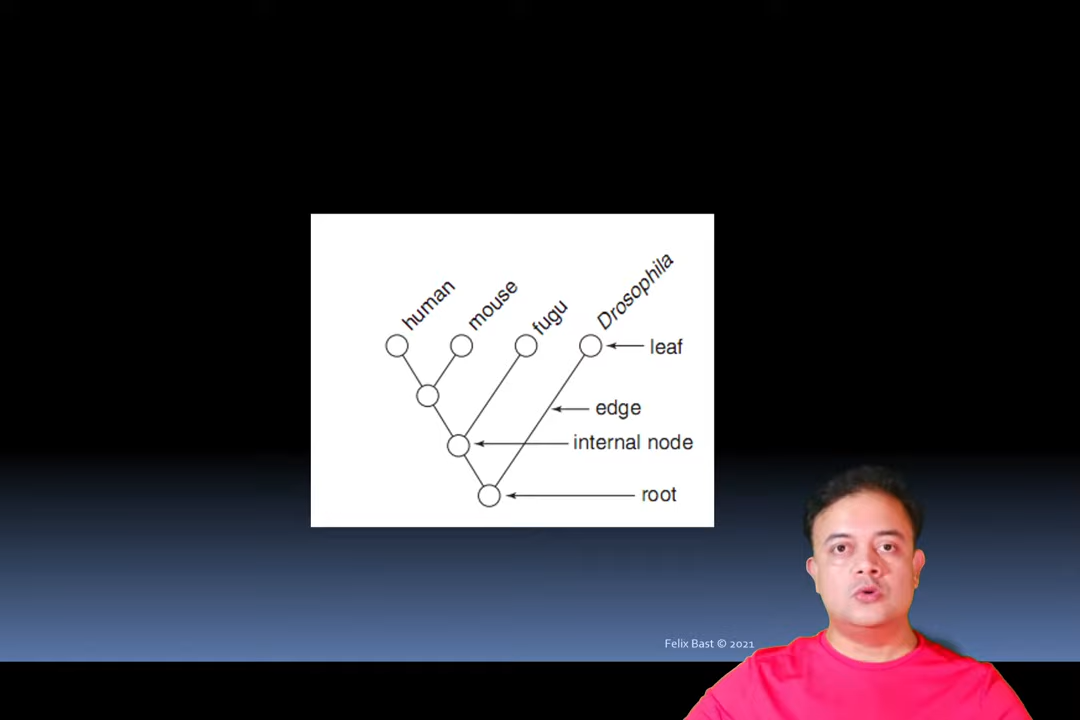 human
mouse
fugu
Drosophila
leaf
edge
internal node
root
Felix Bast © 2021